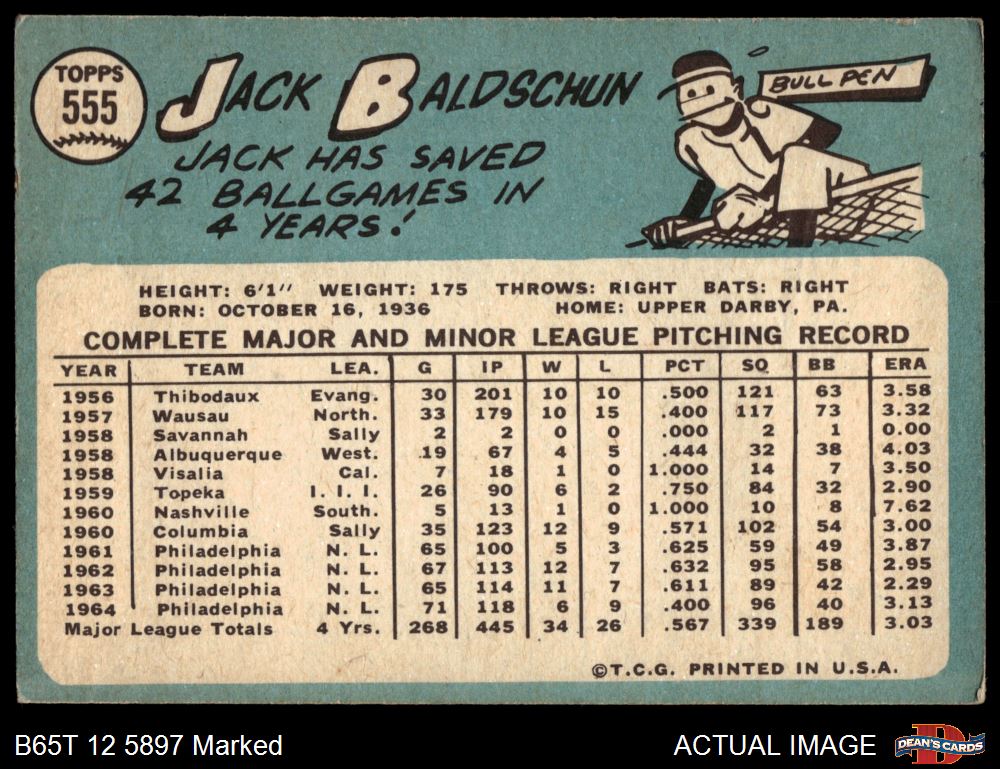 TOPPS
555
JACK BALDSCHUN
BULL PEN
JACK HAS SAVED
42 BALLGAMES IN
4 YEARS!
HEIGHT: 6'1" WEIGHT: 175 THROWS: RIGHT BATS: RIGHT
BORN: OCTOBER 16, 1936 HOME: UPPER DARBY, PA.
COMPLETE MAJOR AND MINOR LEAGUE PITCHING RECORD
YEAR TEAM LEA. G IP W L PCT SO BB ERA
1956 Thibodaux Evang. 30 201 10 10 .500 121 63 3.58
1957 Wausau North. 33 179 10 15 .400 117 73 3.32
1958 Savannah Sally 2 2 0 0 .000 2 1 0.00
1958 Albuquerque West. 19 67 4 5 .444 32 38 4.03
1958 Visalia Cal. 7 18 1 0 1.000 14 7 3.50
1959 Topeka I. I. I. 26 90 6 2 .750 84 32 2.90
1960 Nashville South. 5 13 1 0 1.000 10 8 7.62
1960 Columbia Sally 35 123 12 9 .571 102 54 3.00
1961 Philadelphia N. L. 65 100 5 3 .625 59 49 3.87
1962 Philadelphia N. L. 67 113 12 7 .632 95 58 2.95
1963 Philadelphia N. L. 65 114 11 7 .611 89 42 2.29
1964 Philadelphia N. L. 71 118 6 9 .400 96 40 3.13
Major League Totals 4 Yrs. 268 445 34 26 .567 339 189 3.03
©T.C.G. PRINTED IN U.S.A.
B65T 12 5897 Marked
ACTUAL IMAGE
DEAN'S CARDS